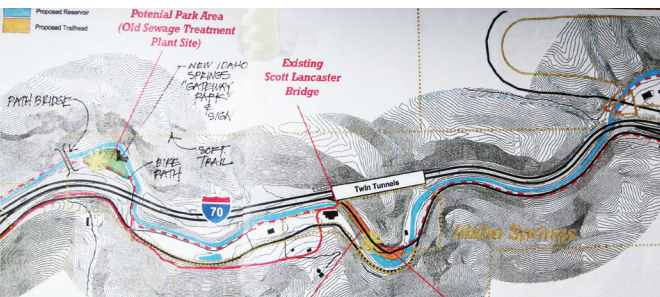 Proposed Reservoir
Proposed Trailhead
Potenial Park Area
(Old Sewage Treatment
Plant Site)
NEW IDAHO
SPRINGS
"GATEWAY
PARK"
&
SIGN
PATH BRIDGE
BIKE
PATH
SOFT
TRAIL
Existing
Scott Lancaster
Bridge
Twin Tunnels
70
Idaho Springs